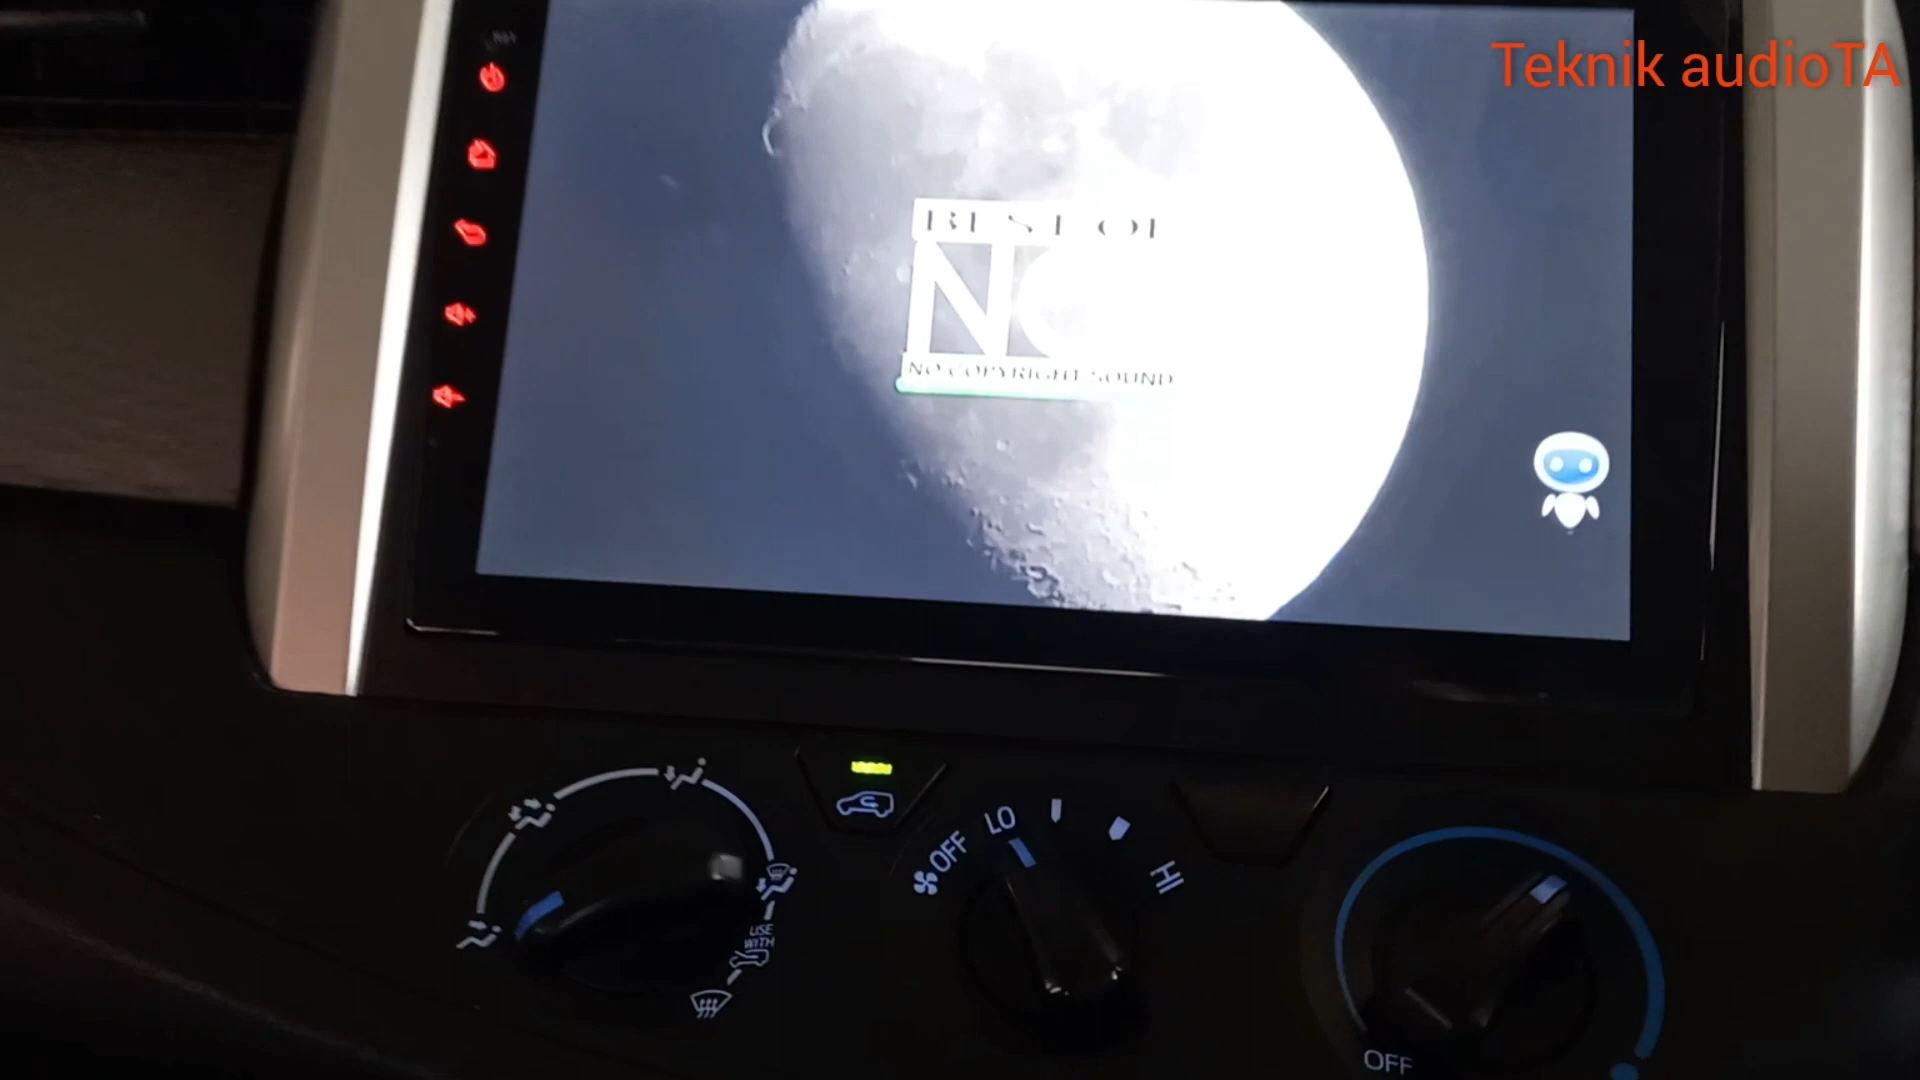 Teknik audioTA
BEST OF
NC
NO COPYRIGHT SOUND
LO
OFF
HI
USE
WITH
OFF